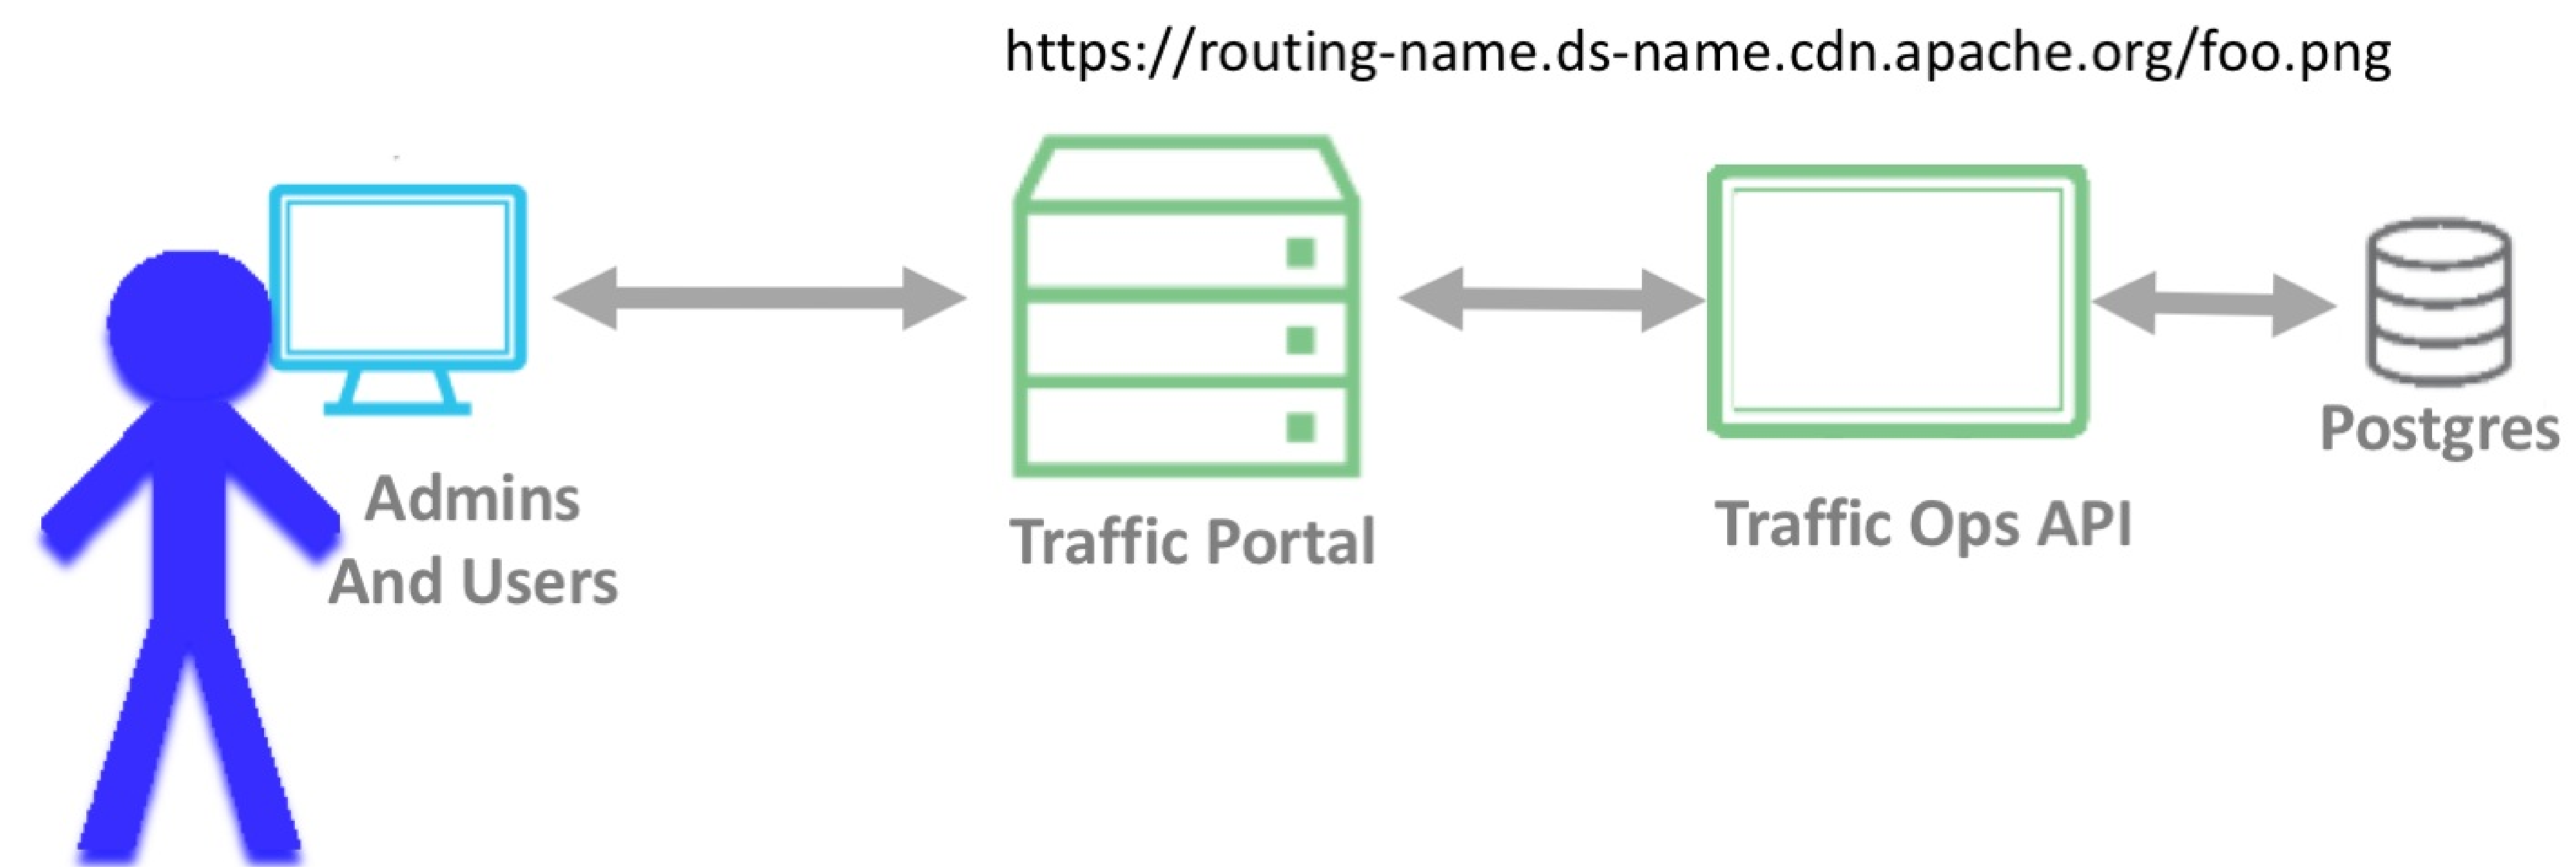 https://routing-name.ds-name.cdn.apache.org/foo.png
Admins
And Users
Traffic Portal
Traffic Ops API
Postgres